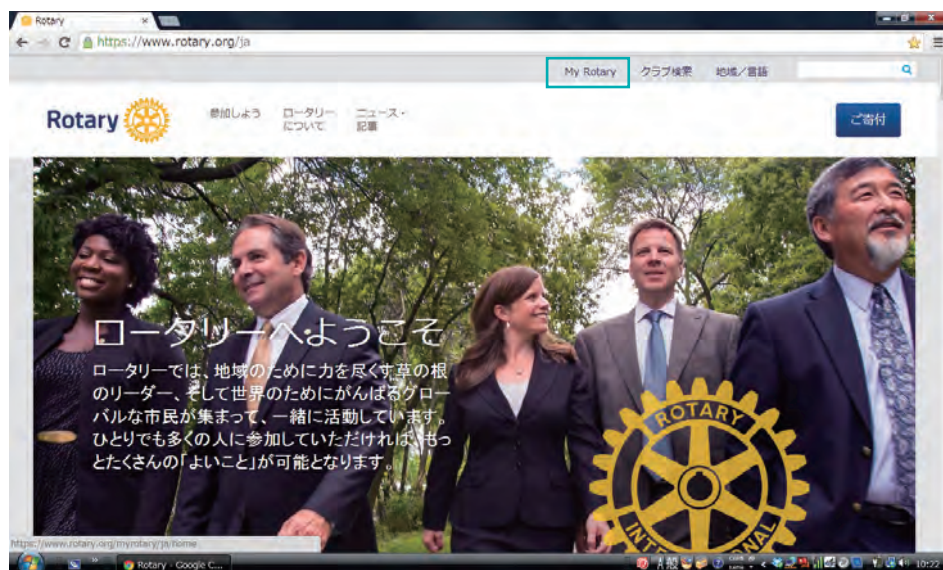 Rotary
https://www.rotary.org/ja
My Rotary クラブ検索 地域/言語
Rotary
参加しよう
ロータリー
について
ニュース・
記事
ご寄付
ロータリーへようこそ
ロータリーでは、地域のために力を尽くす草の根
のリーダー、そして世界のためにがんばるグロー
バルな市民が集まって、一緒に活動しています。
ひとりでも多くの人に参加していただければ、もっ
とたくさんの「よいこと」が可能となります。
ROTARY
INTERNATIONAL
https://www.rotary.org/myrotary/ja/home
Rotary - Google C...
A 般
10:22